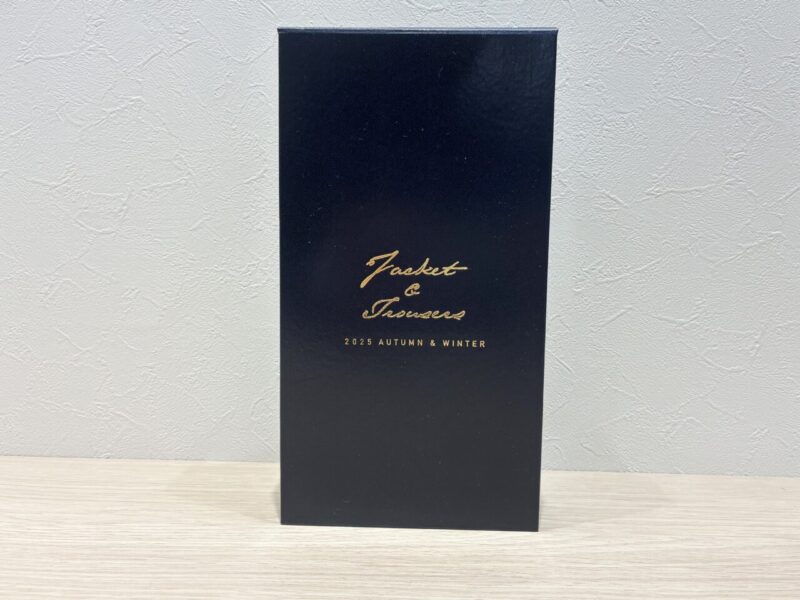 Jacket
&
Trousers
2025 AUTUMN & WINTER